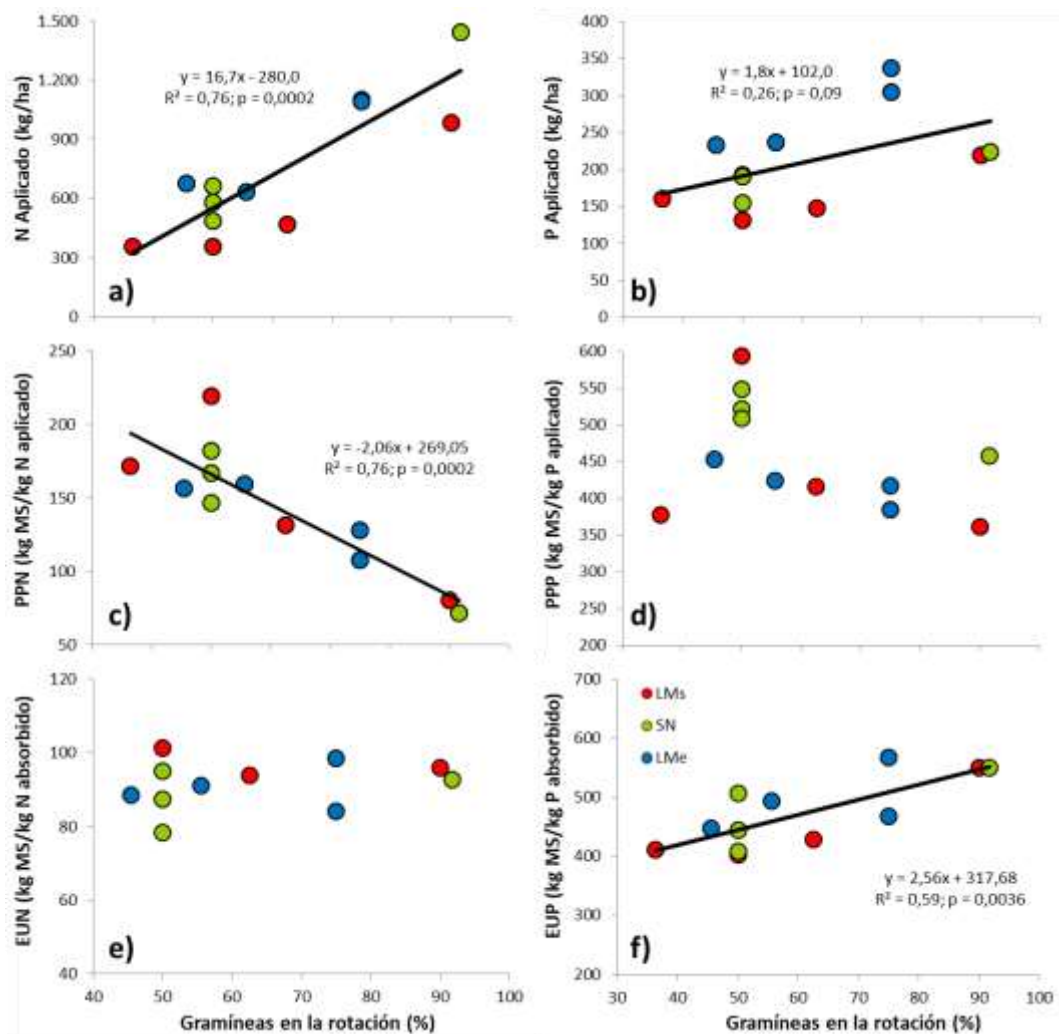 1.500
1.200
900
600
300
0
N Aplicado (kg/ha)
y = 16,7x - 280,0
R² = 0,76; p = 0,0002
a)
400
350
300
250
200
150
100
50
0
P Aplicado (kg/ha)
y = 1,8x + 102,0
R² = 0,26; p = 0,09
b)
250
200
150
100
50
PPN (kg MS/kg N aplicado)
y = -2,06x + 269,05
R² = 0,76; p = 0,0002
c)
600
550
500
450
400
350
300
250
200
PPP (kg MS/kg P aplicado)
d)
120
100
80
60
40
EUN (kg MS/kg N absorbido)
e)
40 50 60 70 80 90 100
Gramíneas en la rotación (%)
700
600
500
400
300
200
EUP (kg MS/kg P absorbido)
LMs
SN
LMe
y = 2,56x + 317,68
R² = 0,59; p = 0,0036
f)
30 40 50 60 70 80 90 100
Gramíneas en la rotación (%)